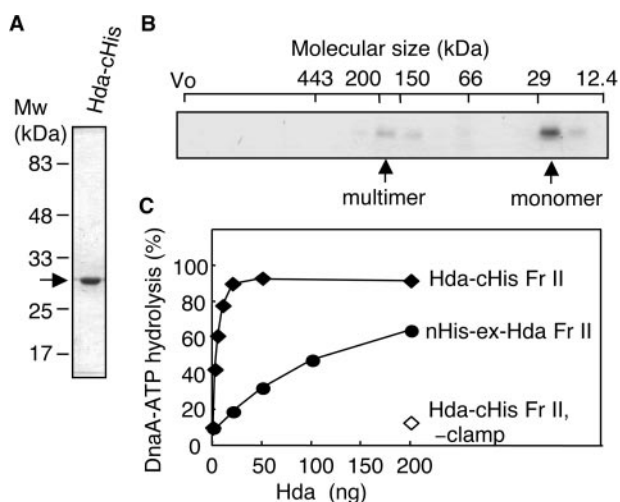 A
Hda-cHis
Mw
(kDa)
83
48
33
25
17
B
Molecular size (kDa)
Vo 443 200 150 66 29 12.4
multimer monomer
C
DnaA-ATP hydrolysis (%)
100
80
60
40
20
0
0 50 100 150 200
Hda (ng)
Hda-cHis Fr II
nHis-ex-Hda Fr II
Hda-cHis Fr II,
−clamp